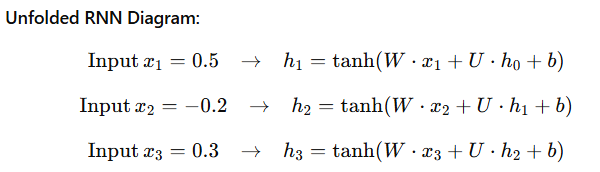 Unfolded RNN Diagram:
Input x₁ = 0.5 → h₁ = tanh(W · x₁ + U · h₀ + b)
Input x₂ = −0.2 → h₂ = tanh(W · x₂ + U · h₁ + b)
Input x₃ = 0.3 → h₃ = tanh(W · x₃ + U · h₂ + b)